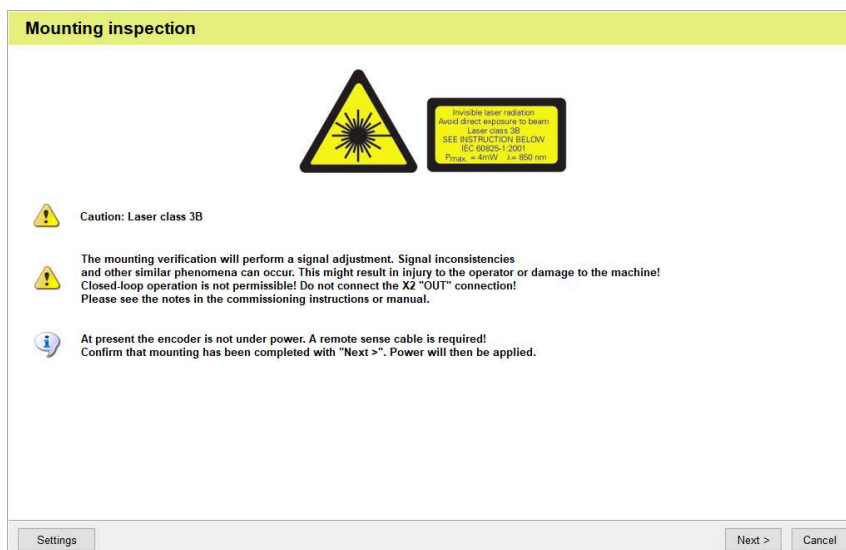 Mounting inspection
Invisible laser radiation
Avoid direct exposure to beam
Laser class 3B
SEE INSTRUCTION BELOW
IEC 60825-1:2001
Pmax. = 4mW λ= 850 nm
Caution: Laser class 3B
The mounting verification will perform a signal adjustment. Signal inconsistencies
and other similar phenomena can occur. This might result in injury to the operator or damage to the machine!
Closed-loop operation is not permissible! Do not connect the X2 "OUT" connection!
Please see the notes in the commissioning instructions or manual.
At present the encoder is not under power. A remote sense cable is required!
Confirm that mounting has been completed with "Next >". Power will then be applied.
Settings
Next >
Cancel